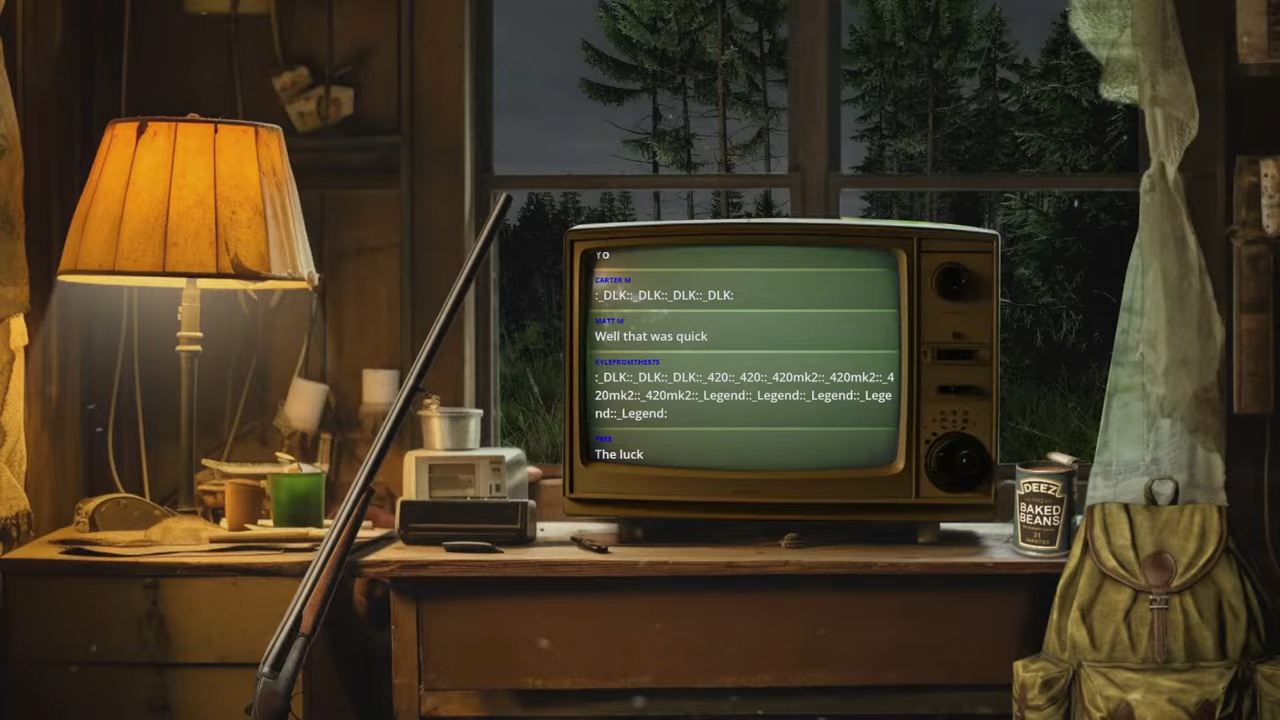 YO
CARTER M
:_DLK::_DLK::_DLK::_DLK:
MATT M
Well that was quick
KYLEFROMTHE575
:_DLK::_DLK::_DLK::_420::_420::_420mk2::_420mk2::_4
20mk2::_420mk2::_Legend::_Legend::_Legend::_Lege
nd::_Legend:
The luck
DEEZ
BAKED
BEANS
31